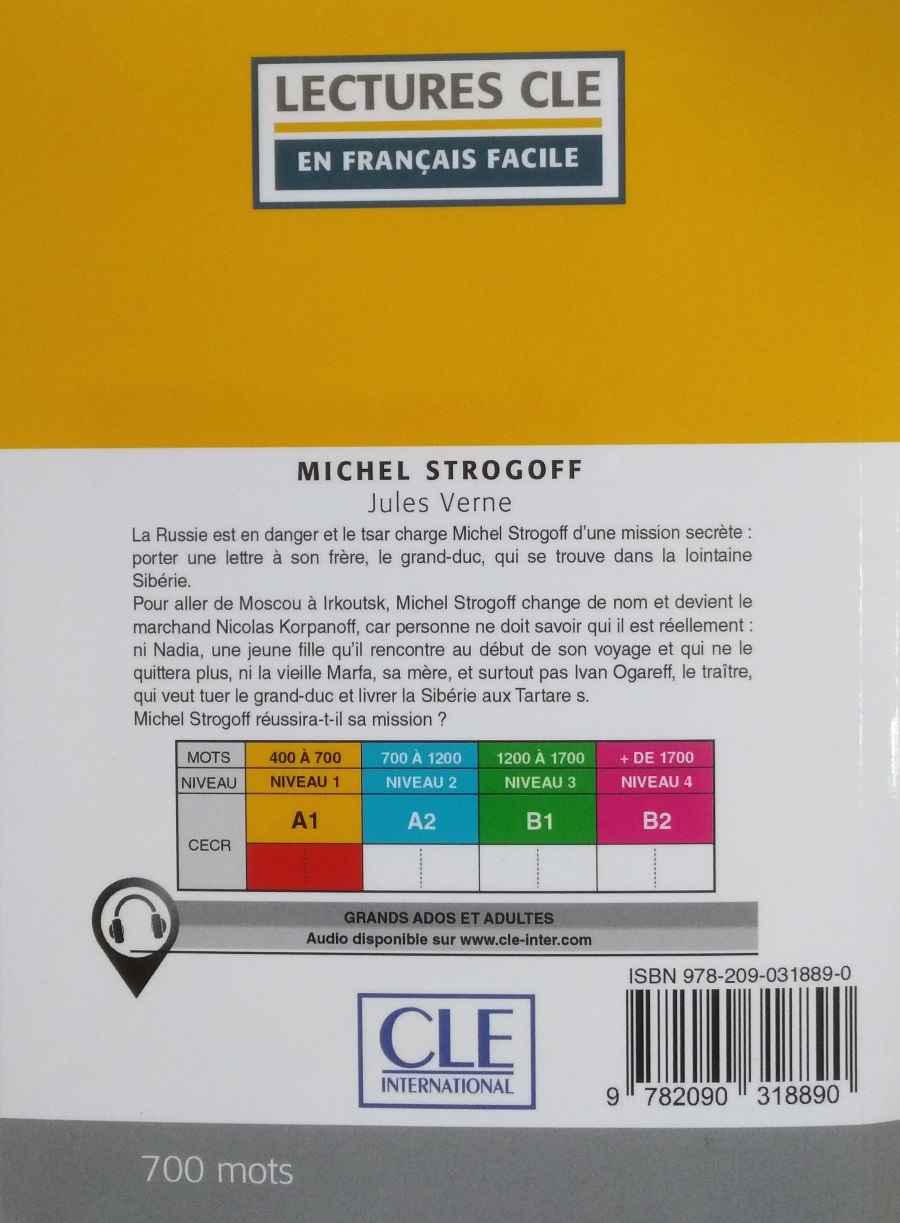 LECTURES CLE
EN FRANÇAIS FACILE
MICHEL STROGOFF
Jules Verne
La Russie est en danger et le tsar charge Michel Strogoff d'une mission secrète :
porter une lettre à son frère, le grand-duc, qui se trouve dans la lointaine
Sibérie.
Pour aller de Moscou à Irkoutsk, Michel Strogoff change de nom et devient le
marchand Nicolas Korpanoff, car personne ne doit savoir qui il est réellement :
ni Nadia, une jeune fille qu'il rencontre au début de son voyage et qui ne le
quittera plus, ni la vieille Marfa, sa mère, et surtout pas Ivan Ogareff, le traître,
qui veut tuer le grand-duc et livrer la Sibérie aux Tartare s.
Michel Strogoff réussira-t-il sa mission ?
MOTS 400 À 700 700 À 1200 1200 À 1700 + DE 1700
NIVEAU NIVEAU 1 NIVEAU 2 NIVEAU 3 NIVEAU 4
CECR A1 A2 B1 B2
GRANDS ADOS ET ADULTES
Audio disponible sur www.cle-inter.com
ISBN 978-209-031889-0
CLE
INTERNATIONAL
9 782090 318890
700 mots